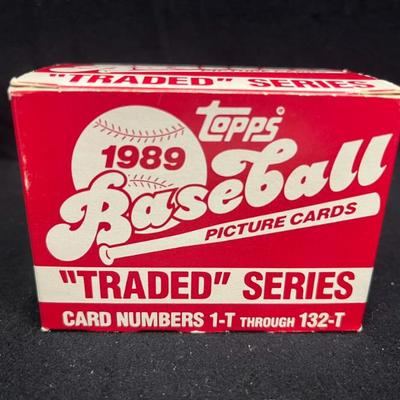 "TRADED" SERIES
topps
1989
Baseball
PICTURE CARDS
"TRADED" SERIES
CARD NUMBERS 1-T THROUGH 132-T